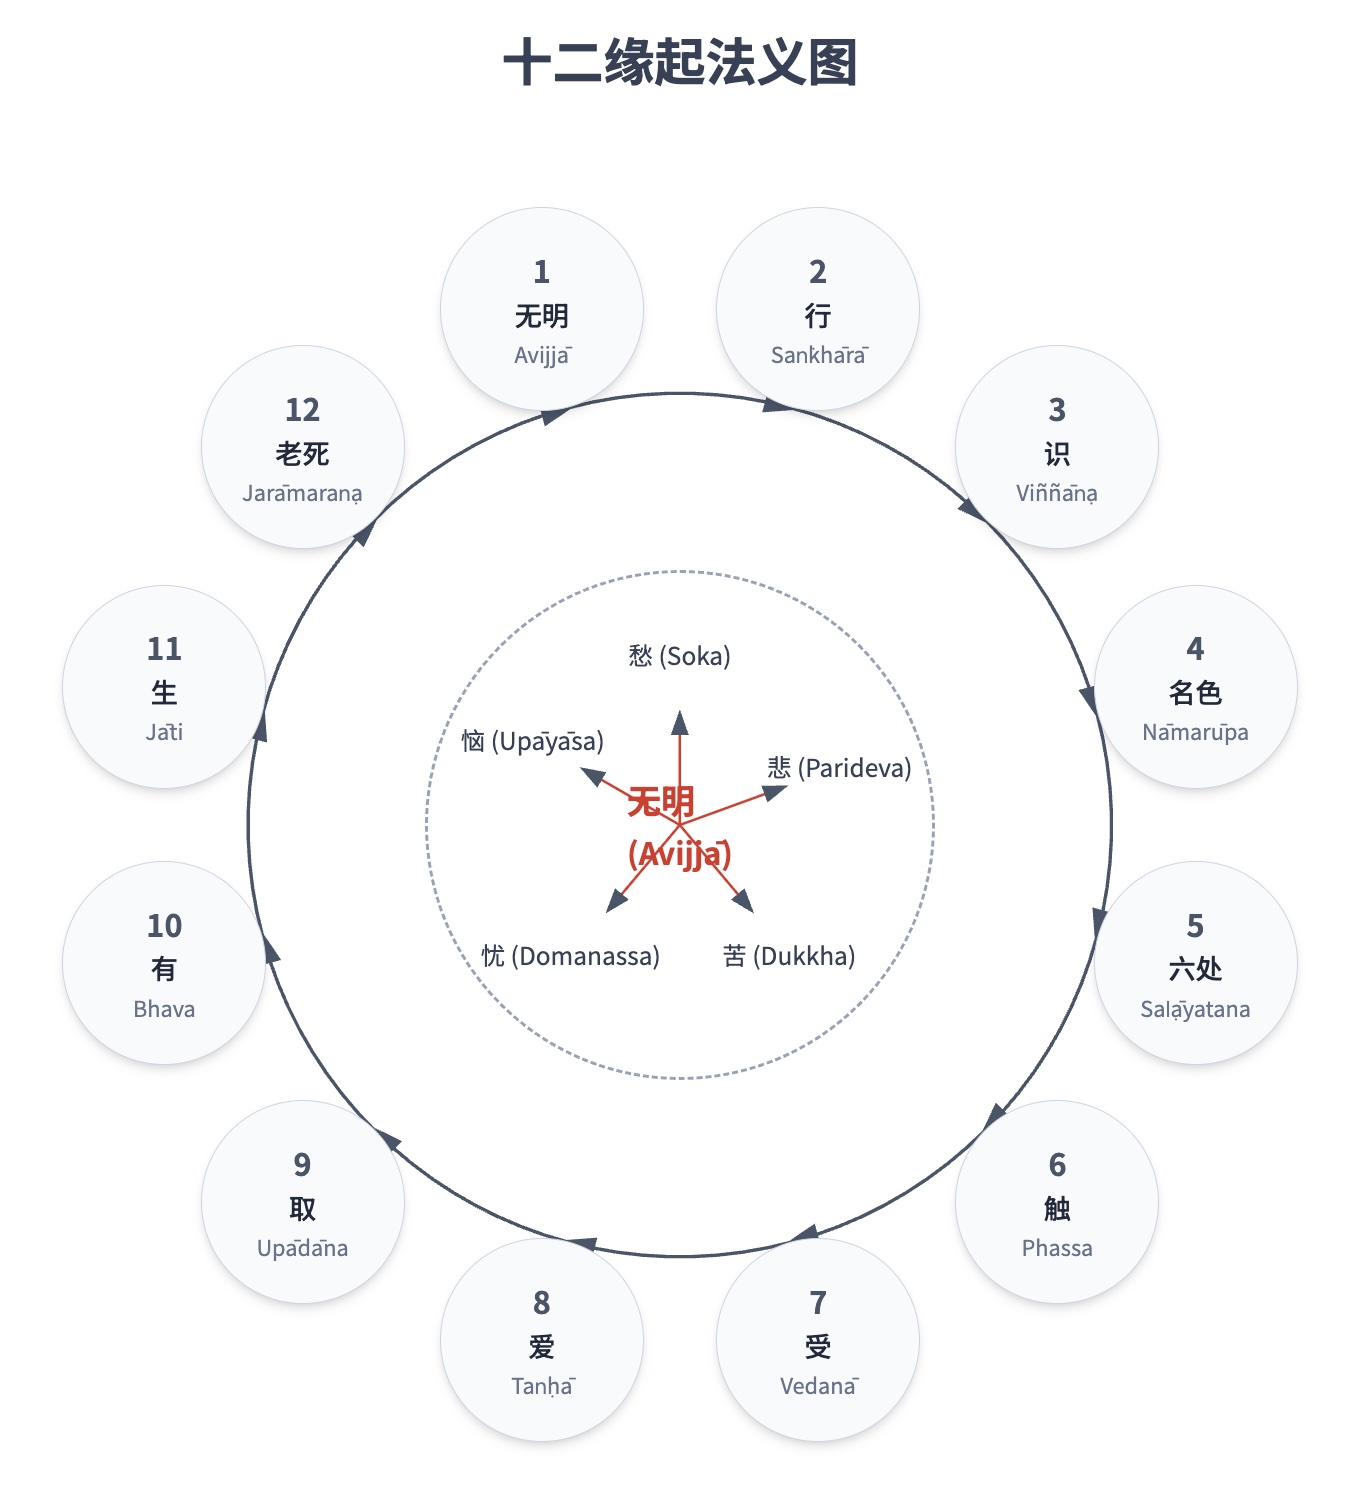 十二缘起法义图
1
无明
Avijjā
2
行
Sankhārā
3
识
Viññāṇa
4
名色
Nāmarūpa
5
六处
Saḷāyatana
6
触
Phassa
7
受
Vedanā
8
爱
Taṇhā
9
取
Upādāna
10
有
Bhava
11
生
Jāti
12
老死
Jarāmaraṇa
愁 (Soka)
悲 (Parideva)
苦 (Dukkha)
忧 (Domanassa)
恼 (Upāyāsa)
无明
(Avijjā)